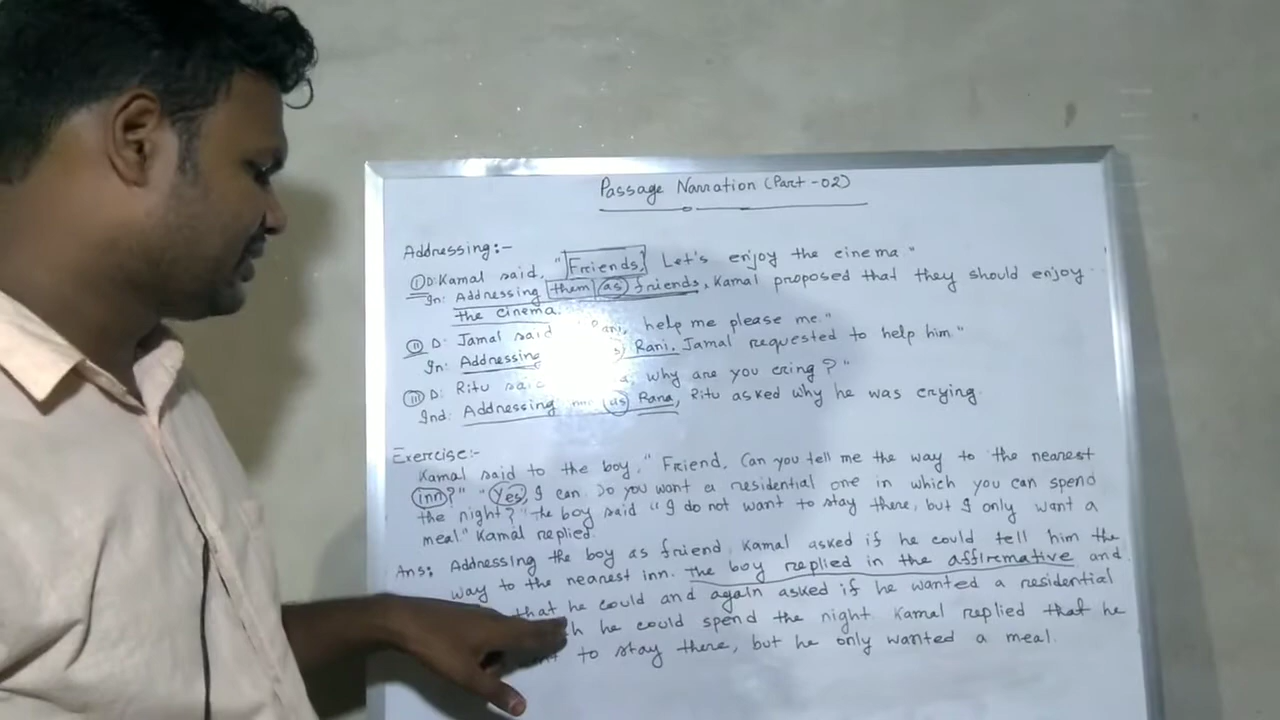 Passage Narration (Part-02)
Addressing:-
(i) D: Kamal said, "Friends, Let's enjoy the cinema."
In: Addressing them as friends, Kamal proposed that they should enjoy
the cinema.
(ii) D: Jamal said Rani, help me please me."
In: Addressing Rani, Jamal requested to help him."
(iii) D: Ritu said why are you cring?"
Ind: Addressing as Rana, Ritu asked why he was crying.
Exercise:-
Kamal said to the boy, "Friend, Can you tell me the way to the nearest
inn?" "Yes, I can. Do you want a residential one in which you can spend
the night?" The boy said "I do not want to stay there, but I only want a
meal." Kamal replied.
Ans: Addressing the boy as friend, Kamal asked if he could tell him the
way to the nearest inn. The boy replied in the affirmative and
that he could and again asked if he wanted a residential
he could spend the night. Kamal replied that he
to stay there, but he only wanted a meal.